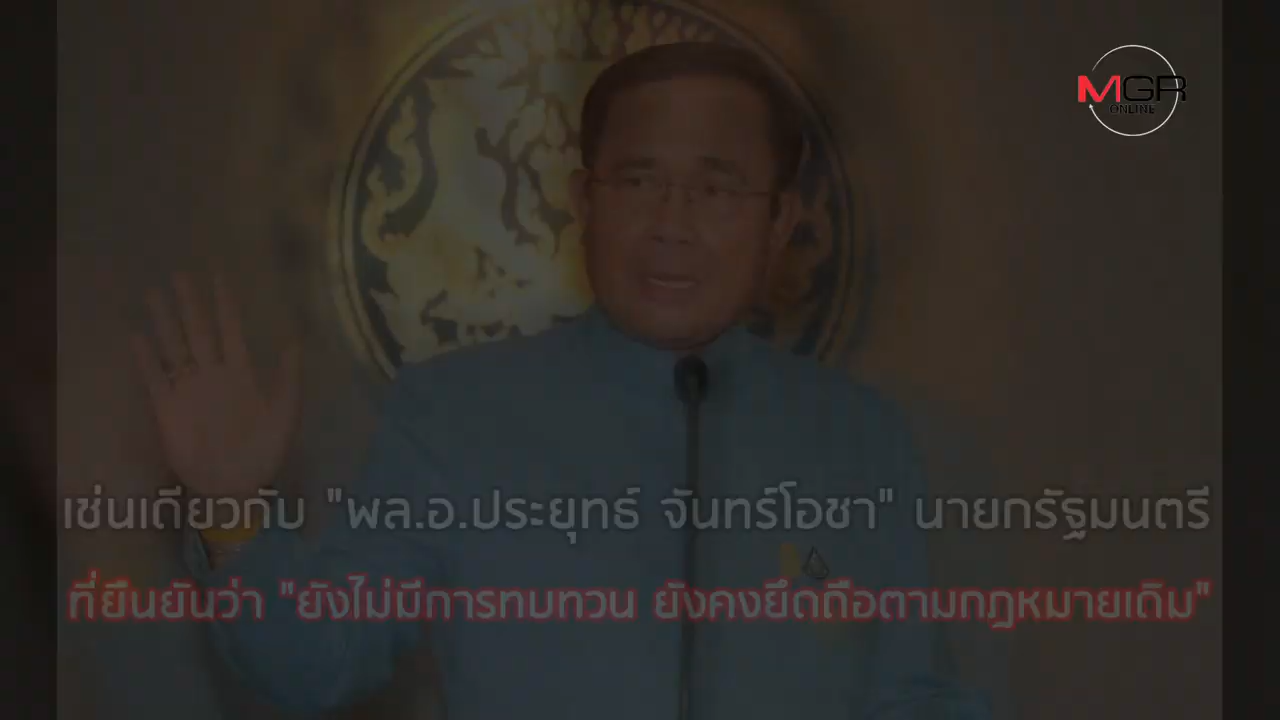 MGR
ONLINE
เช่นเดียวกับ "พล.อ.ประยุทธ์ จันทร์โอชา" นายกรัฐมนตรี
ที่ยืนยันว่า "ยังไม่มีการทบทวน ยังคงยึดถือตามกฎหมายเดิม"